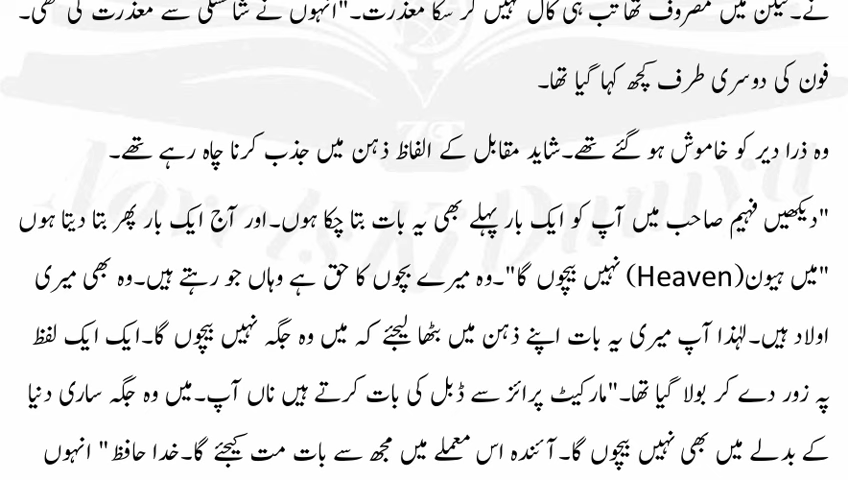 نے۔لیکن میں مصروف تھا تب ہی کال نہیں کر سکا معذرت۔"انہوں نے شائستگی سے معذرت کی تھی۔
فون کی دوسری طرف کچھ کہا گیا تھا۔
وہ ذرا دیر کو خاموش ہو گئے تھے۔شاید مقابل کے الفاظ ذہن میں جذب کرنا چاہ رہے تھے۔
"دیکھیں فہیم صاحب میں آپ کو ایک بار پہلے بھی یہ بات بتا چکا ہوں۔اور آج ایک بار پھر بتا دیتا ہوں
"میں ہیون(Heaven) نہیں بیچوں گا"۔وہ میرے بچوں کا حق ہے وہاں جو رہتے ہیں۔وہ بھی میری
اولاد ہیں۔لہٰذا آپ میری یہ بات اپنے ذہن میں بٹھا لیجئے کہ میں وہ جگہ نہیں بیچوں گا۔ایک ایک لفظ
پہ زور دے کر بولا گیا تھا۔"مارکیٹ پرائز سے ڈبل کی بات کرتے ہیں ناں آپ۔میں وہ جگہ ساری دنیا
کے بدلے میں بھی نہیں بیچوں گا۔آئندہ اس معاملے میں مجھ سے بات مت کیجئے گا۔خدا حافظ" انہوں
Novels Ki Duniya